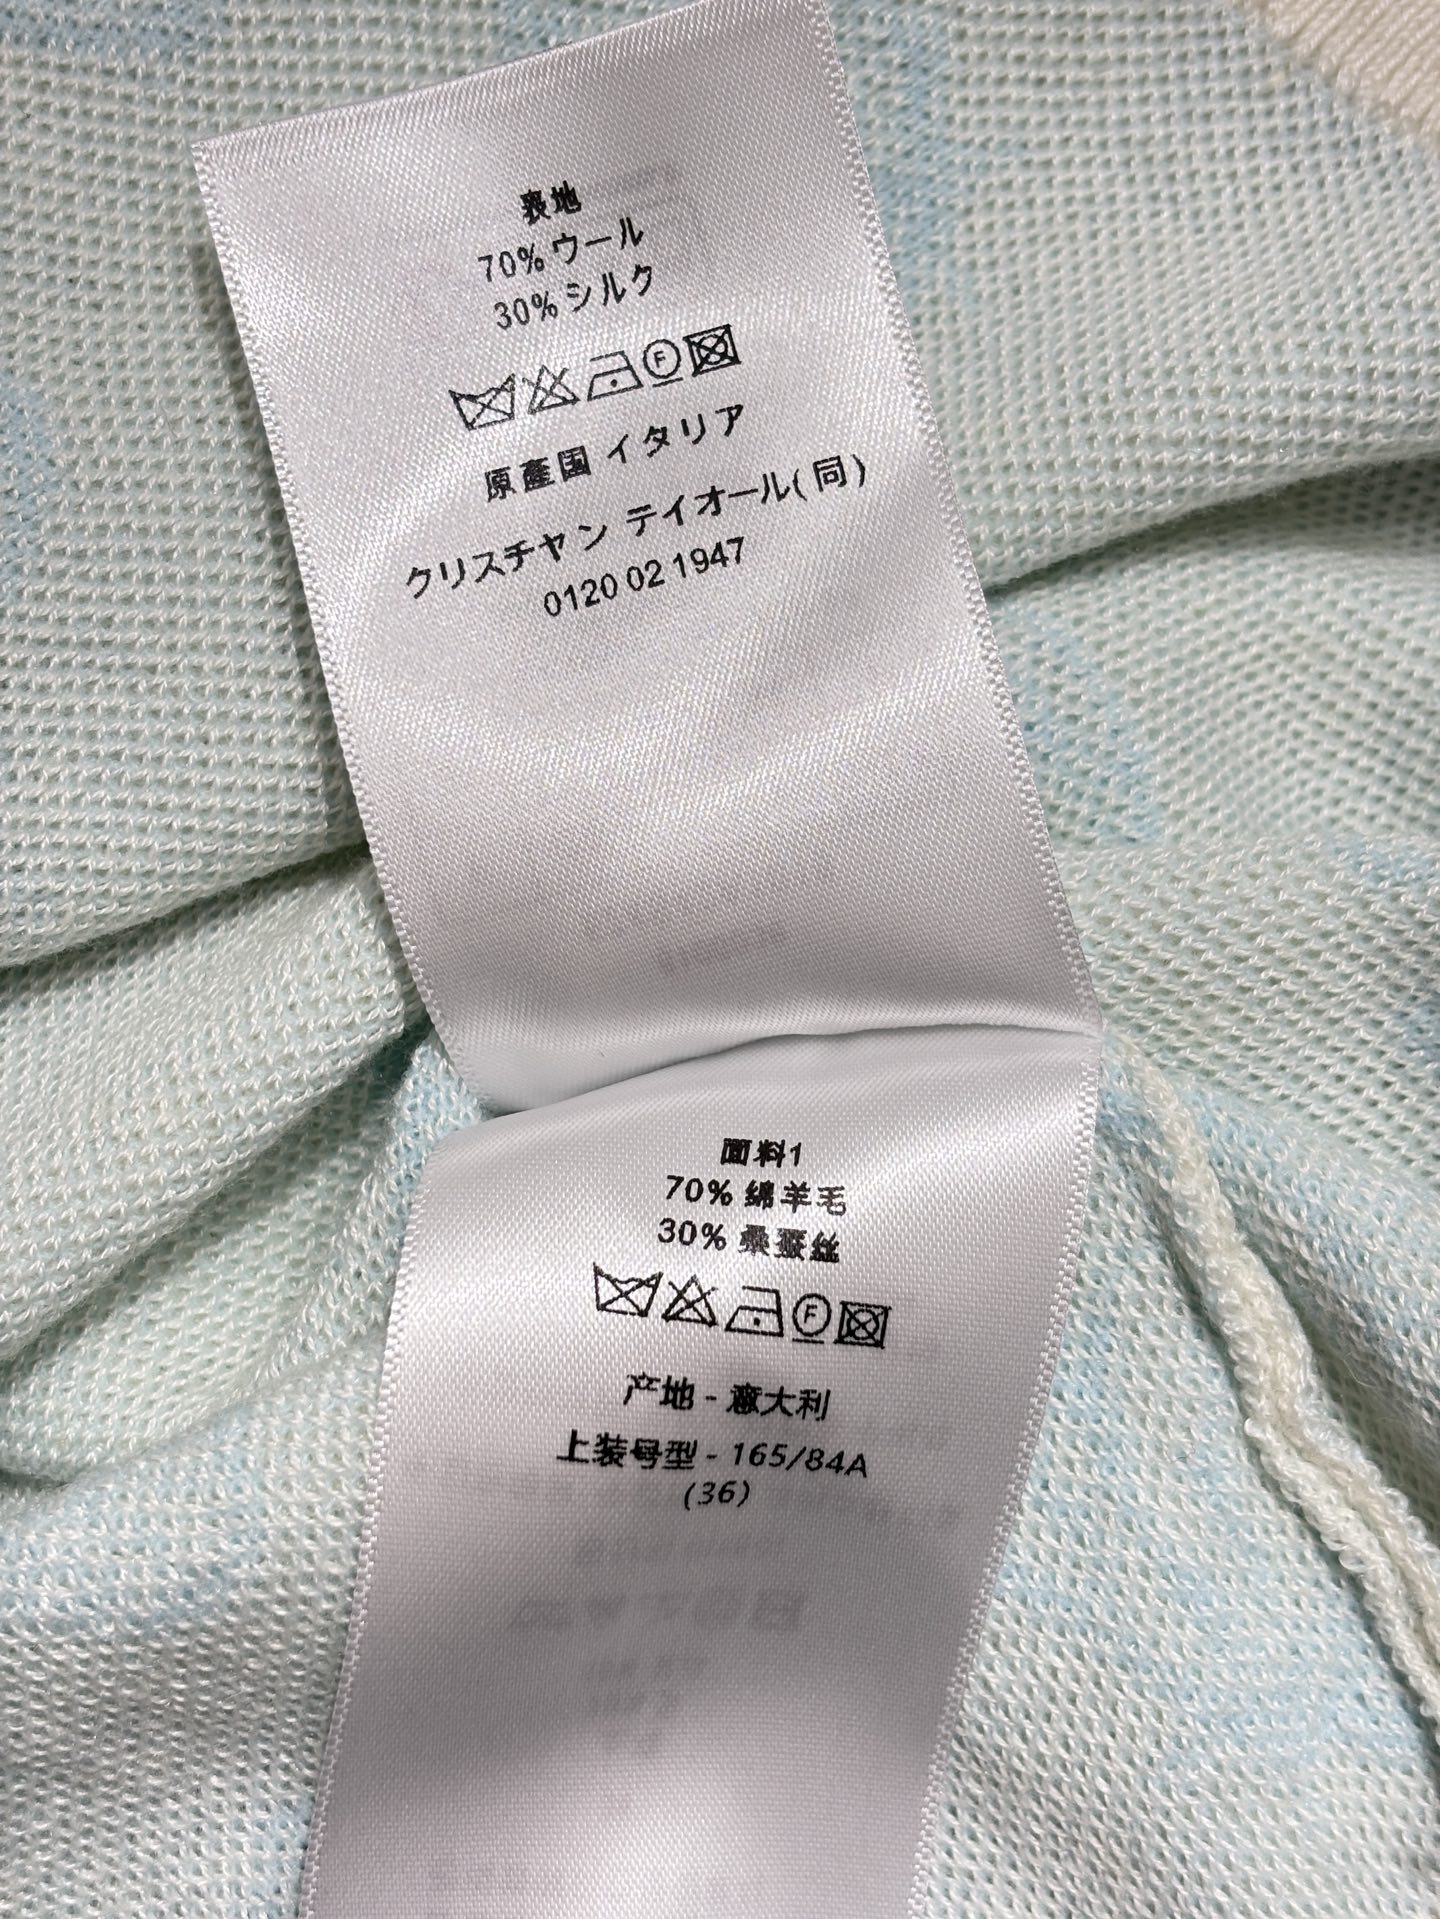 表地
70% ウール
30% シルク
F
原産国 イタリア
クリスチャン ディオール(同)
0120 02 1947
面料1
70% 绵羊毛
30% 桑蚕丝
F
产地 - 意大利
上装号型 - 165/84A
(36)